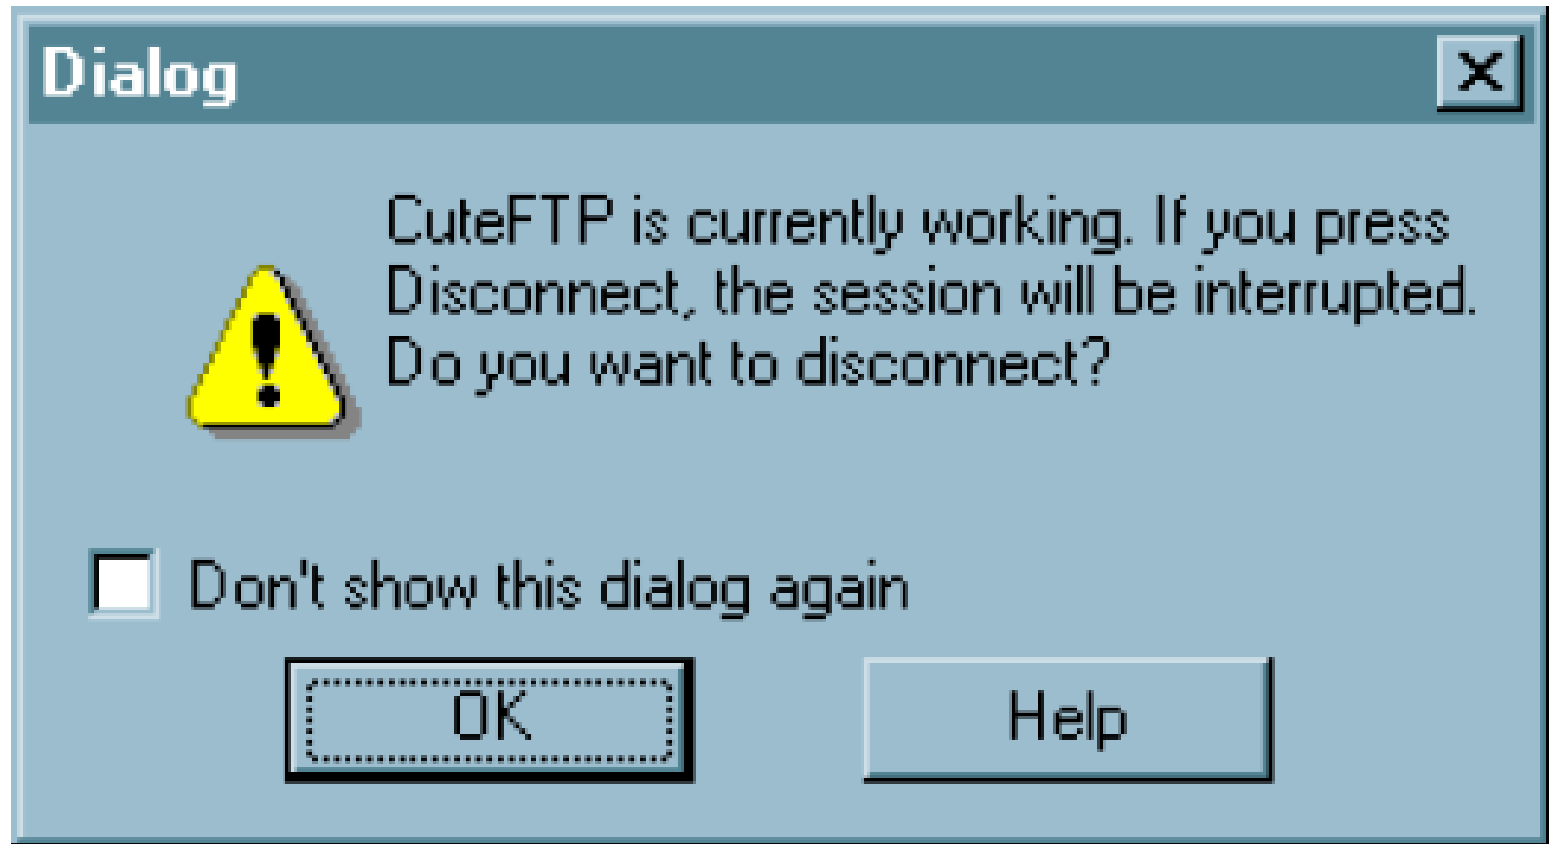 Dialog
CuteFTP is currently working. If you press
Disconnect, the session will be interrupted.
Do you want to disconnect?
Don't show this dialog again
OK
Help